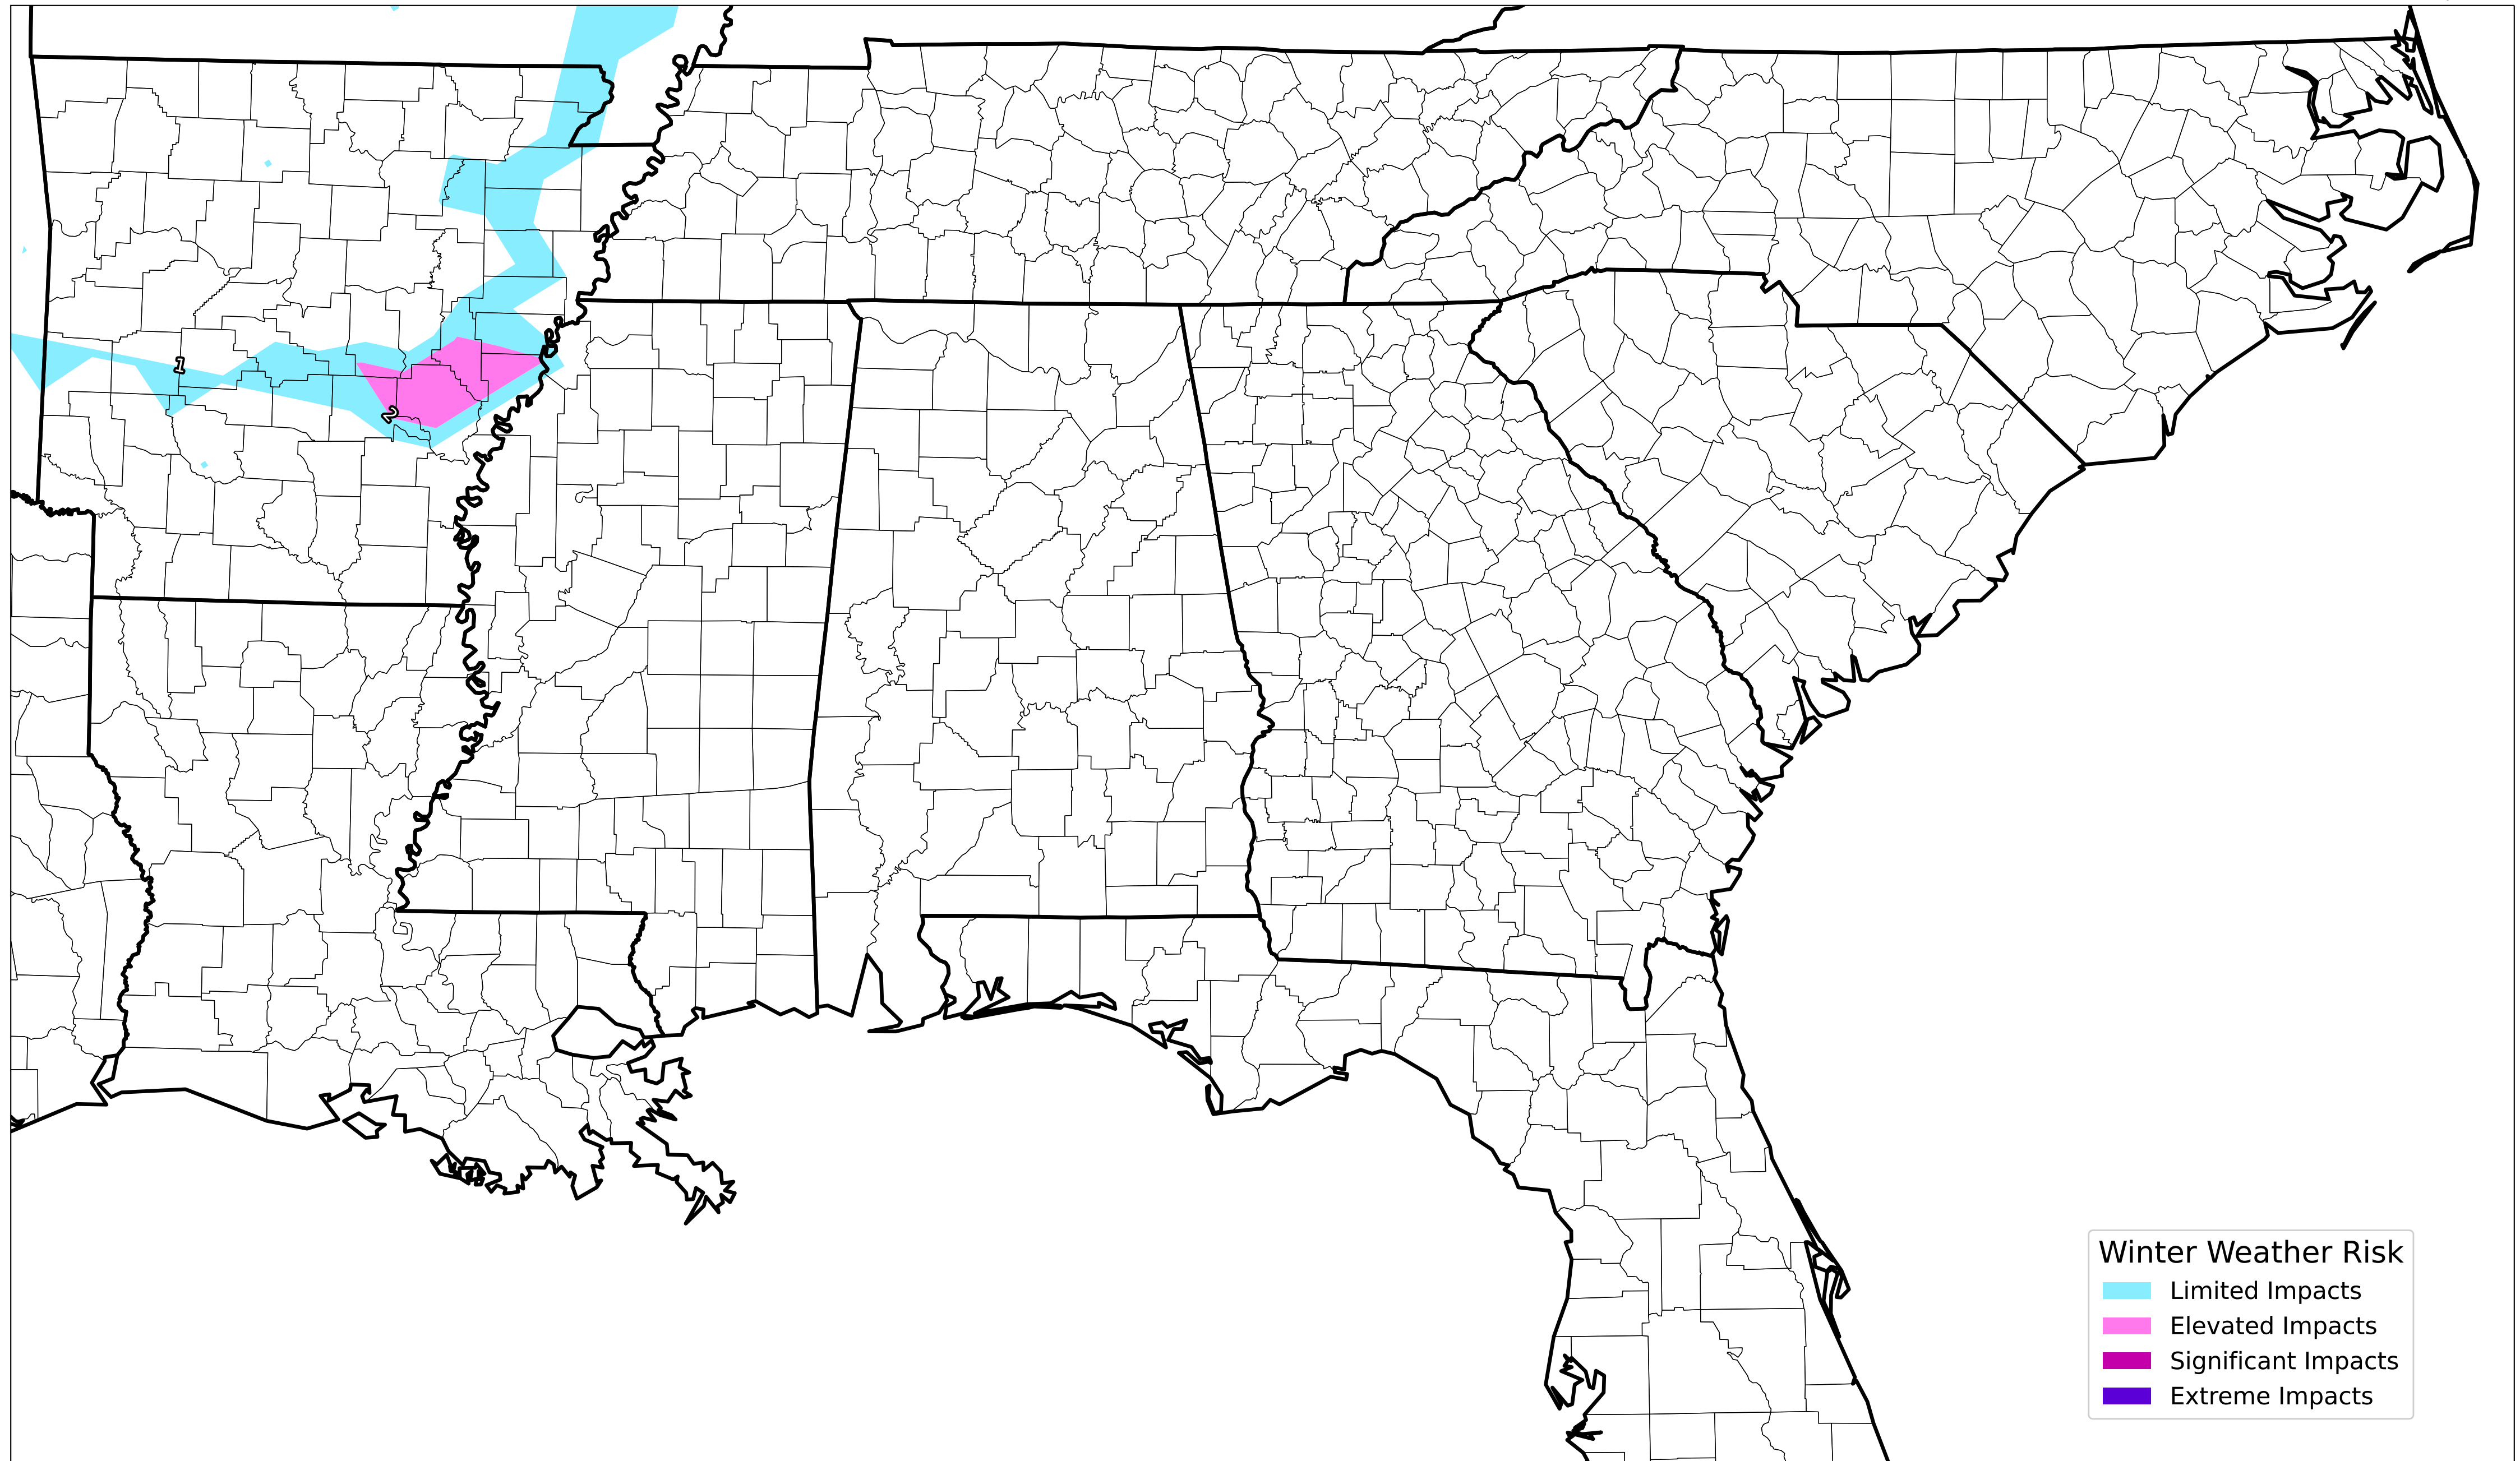 1
2
Winter Weather Risk
Limited Impacts
Elevated Impacts
Significant Impacts
Extreme Impacts